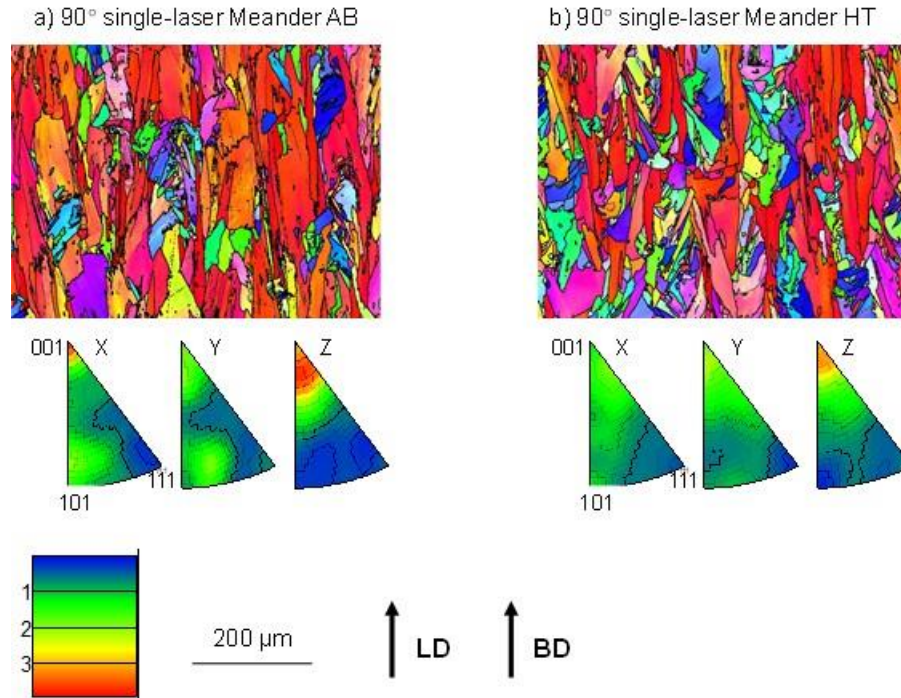 a) 90° single-laser Meander AB
b) 90° single-laser Meander HT
001 X Y Z
111
101
001 X Y Z
111
101
1
2
3
200 µm
LD
BD